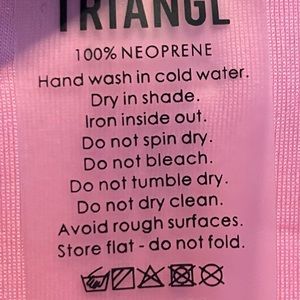 TRIANGL
100% NEOPRENE
Hand wash in cold water.
Dry in shade.
Iron inside out.
Do not spin dry.
Do not bleach.
Do not tumble dry.
Do not dry clean.
Avoid rough surfaces.
Store flat - do not fold.